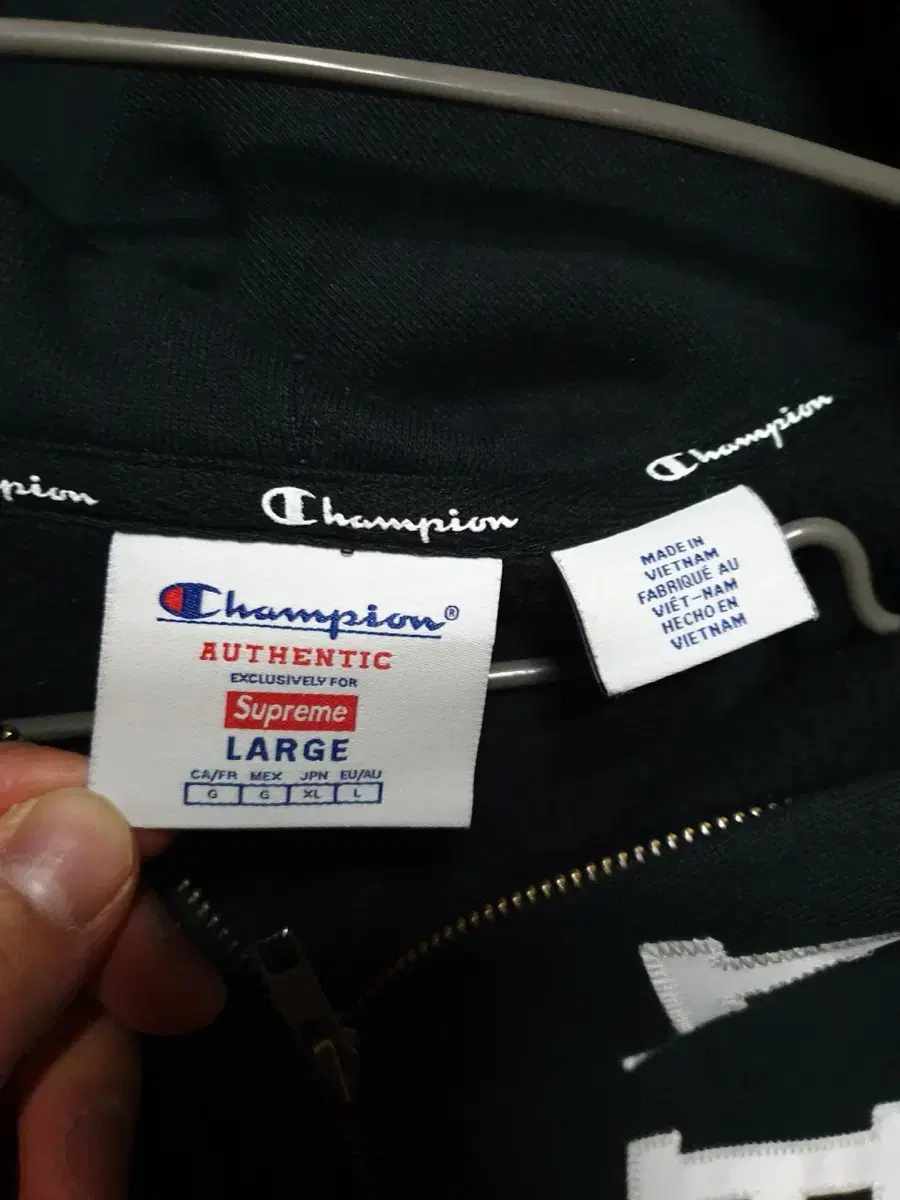 pion
Champion
Champion
Champion®
AUTHENTIC
EXCLUSIVELY FOR
Supreme
LARGE
CA/FR MEX JPN EU/AU
G G XL L
MADE IN
VIETNAM
FABRIQUÉ AU
VIÊT-NAM
HECHO EN
VIETNAM